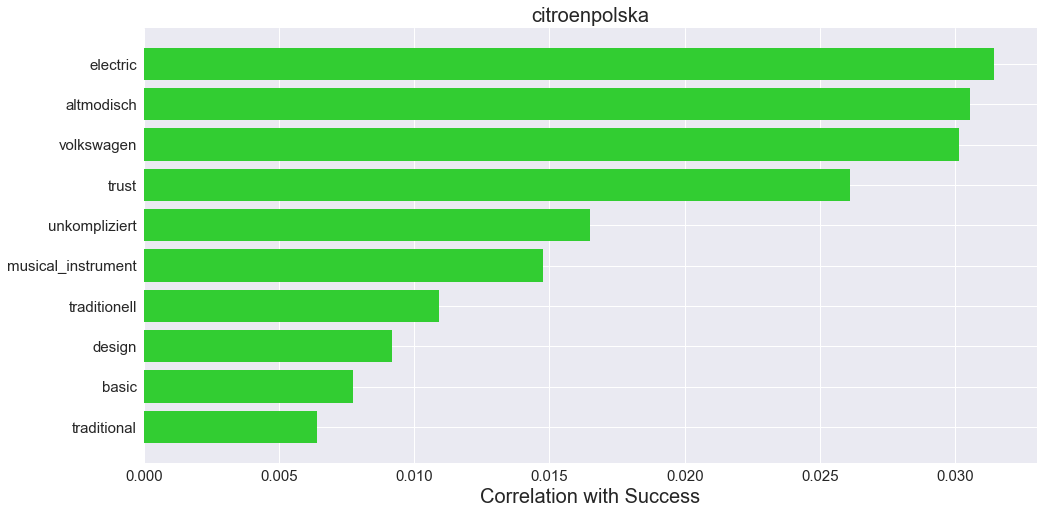 citroenpolska
electric
altmodisch
volkswagen
trust
unkompliziert
musical_instrument
traditionell
design
basic
traditional
0.000 0.005 0.010 0.015 0.020 0.025 0.030
Correlation with Success